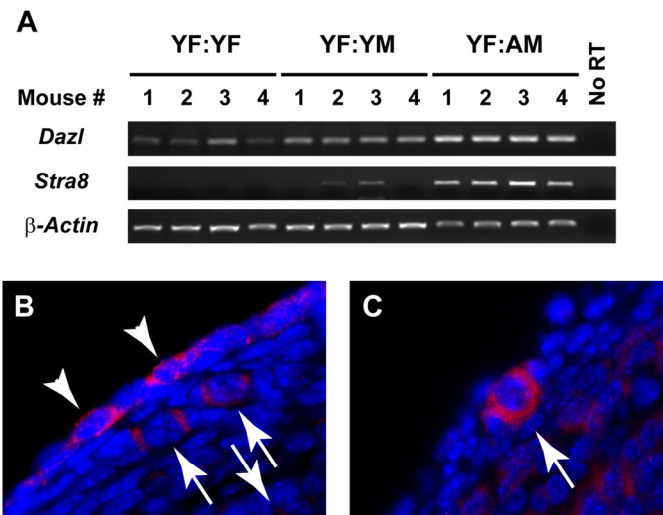 A
YF:YF YF:YM YF:AM No RT
Mouse # 1 2 3 4 1 2 3 4 1 2 3 4
Dazl
Stra8
β-Actin
B C